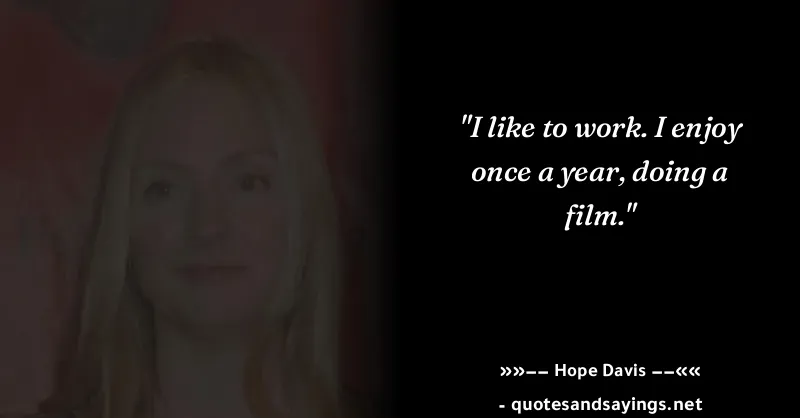 "I like to work. I enjoy
once a year, doing a
film."
»»−− Hope Davis −−««
- quotesandsayings.net